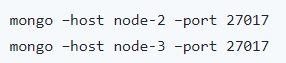 mongo –host node-2 –port 27017
mongo –host node-3 –port 27017